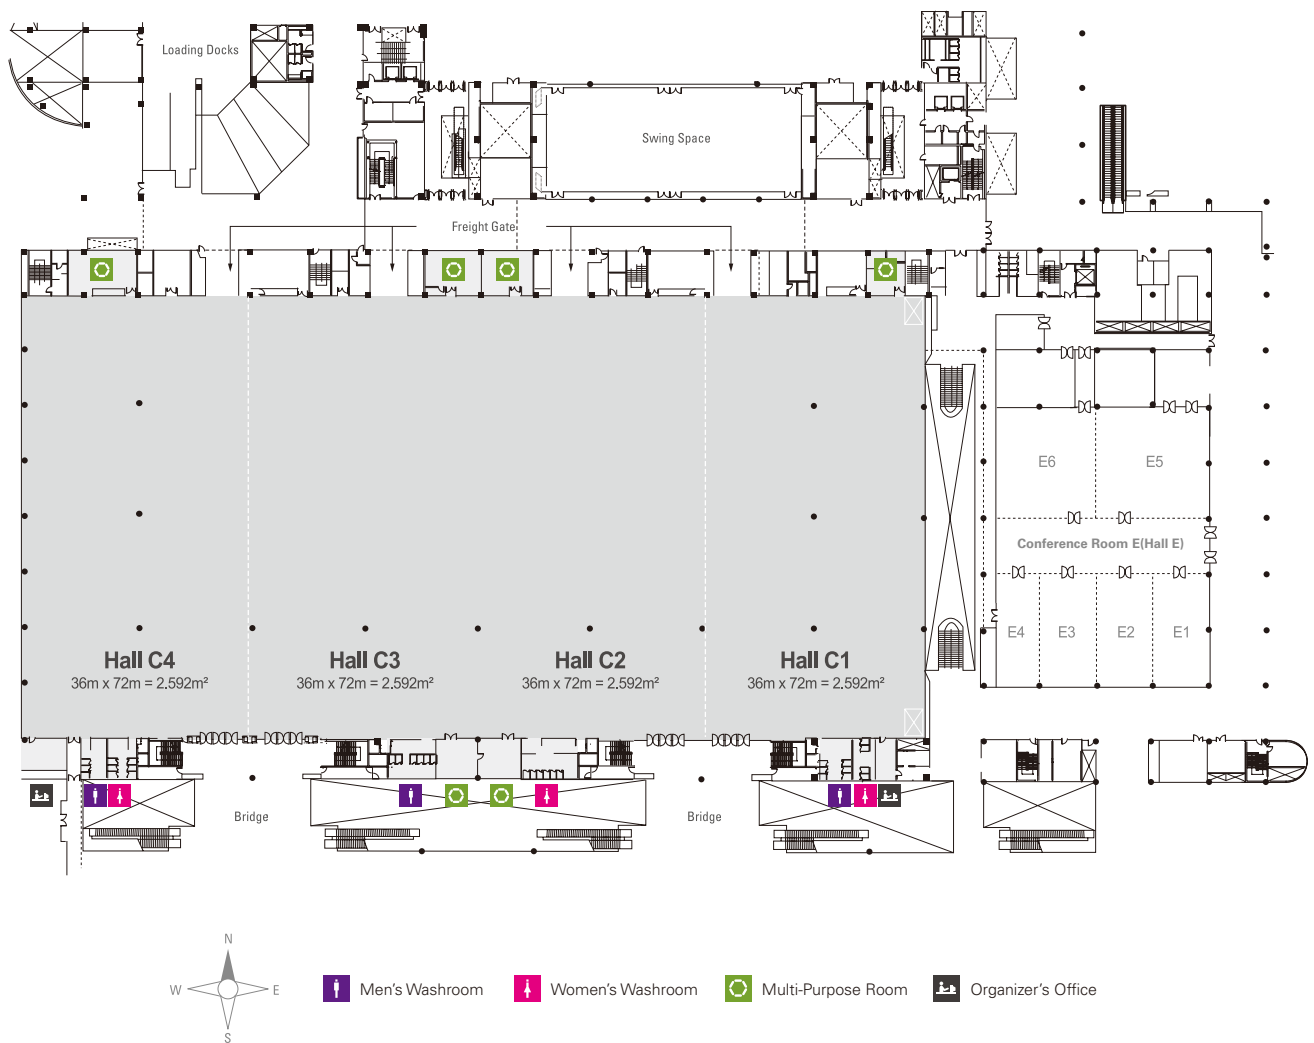 Loading Docks
Swing Space
Freight Gate
E6
E5
Conference Room E(Hall E)
E4
E3
E2
E1
Hall C4
36m x 72m = 2.592m²
Hall C3
36m x 72m = 2.592m²
Hall C2
36m x 72m = 2.592m²
Hall C1
36m x 72m = 2.592m²
Bridge
Bridge
N
W
E
S
Men's Washroom
Women's Washroom
Multi-Purpose Room
Organizer's Office